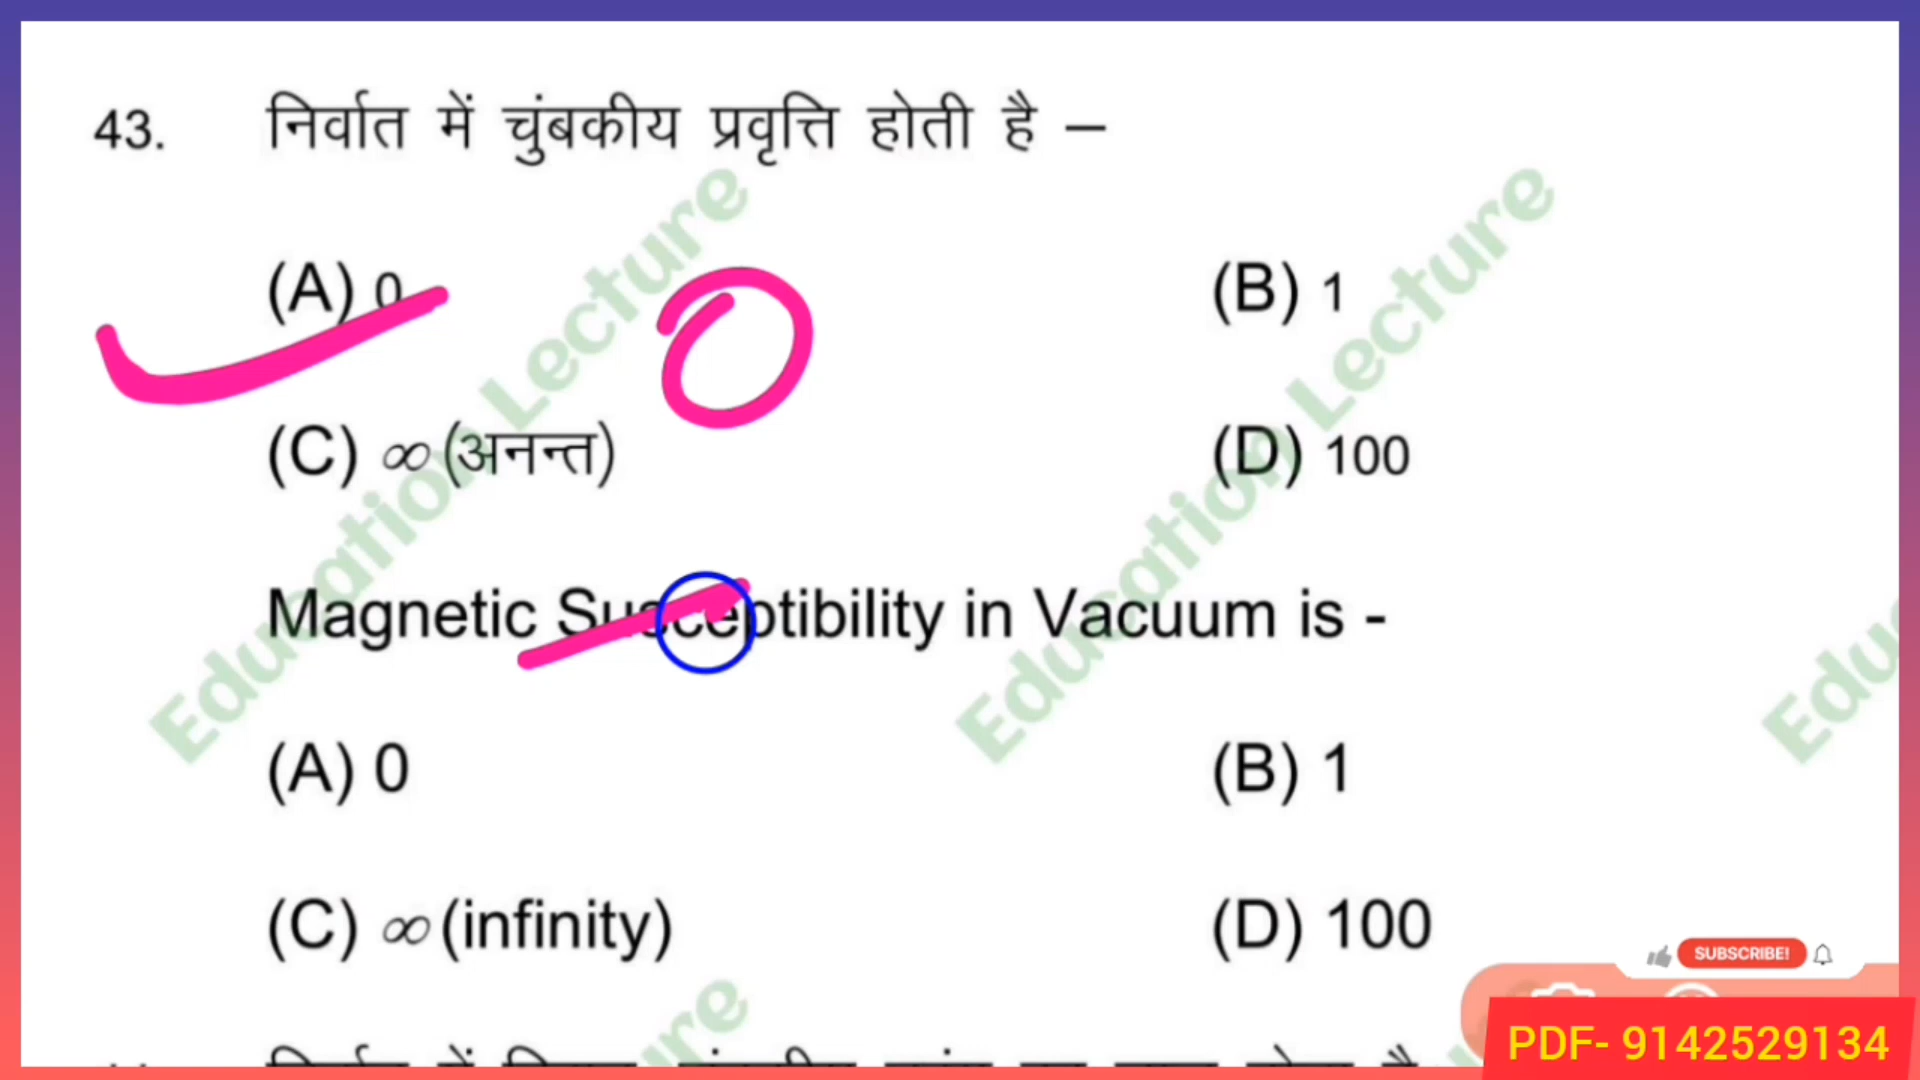 43. निर्वात में चुंबकीय प्रवृत्ति होती है –
(A) 0 (B) 1
(C) ∞ (अनन्त) (D) 100
Magnetic Susceptibility in Vacuum is -
(A) 0 (B) 1
(C) ∞ (infinity) (D) 100
SUBSCRIBE!
PDF- 9142529134
Education Lecture
Education Lecture